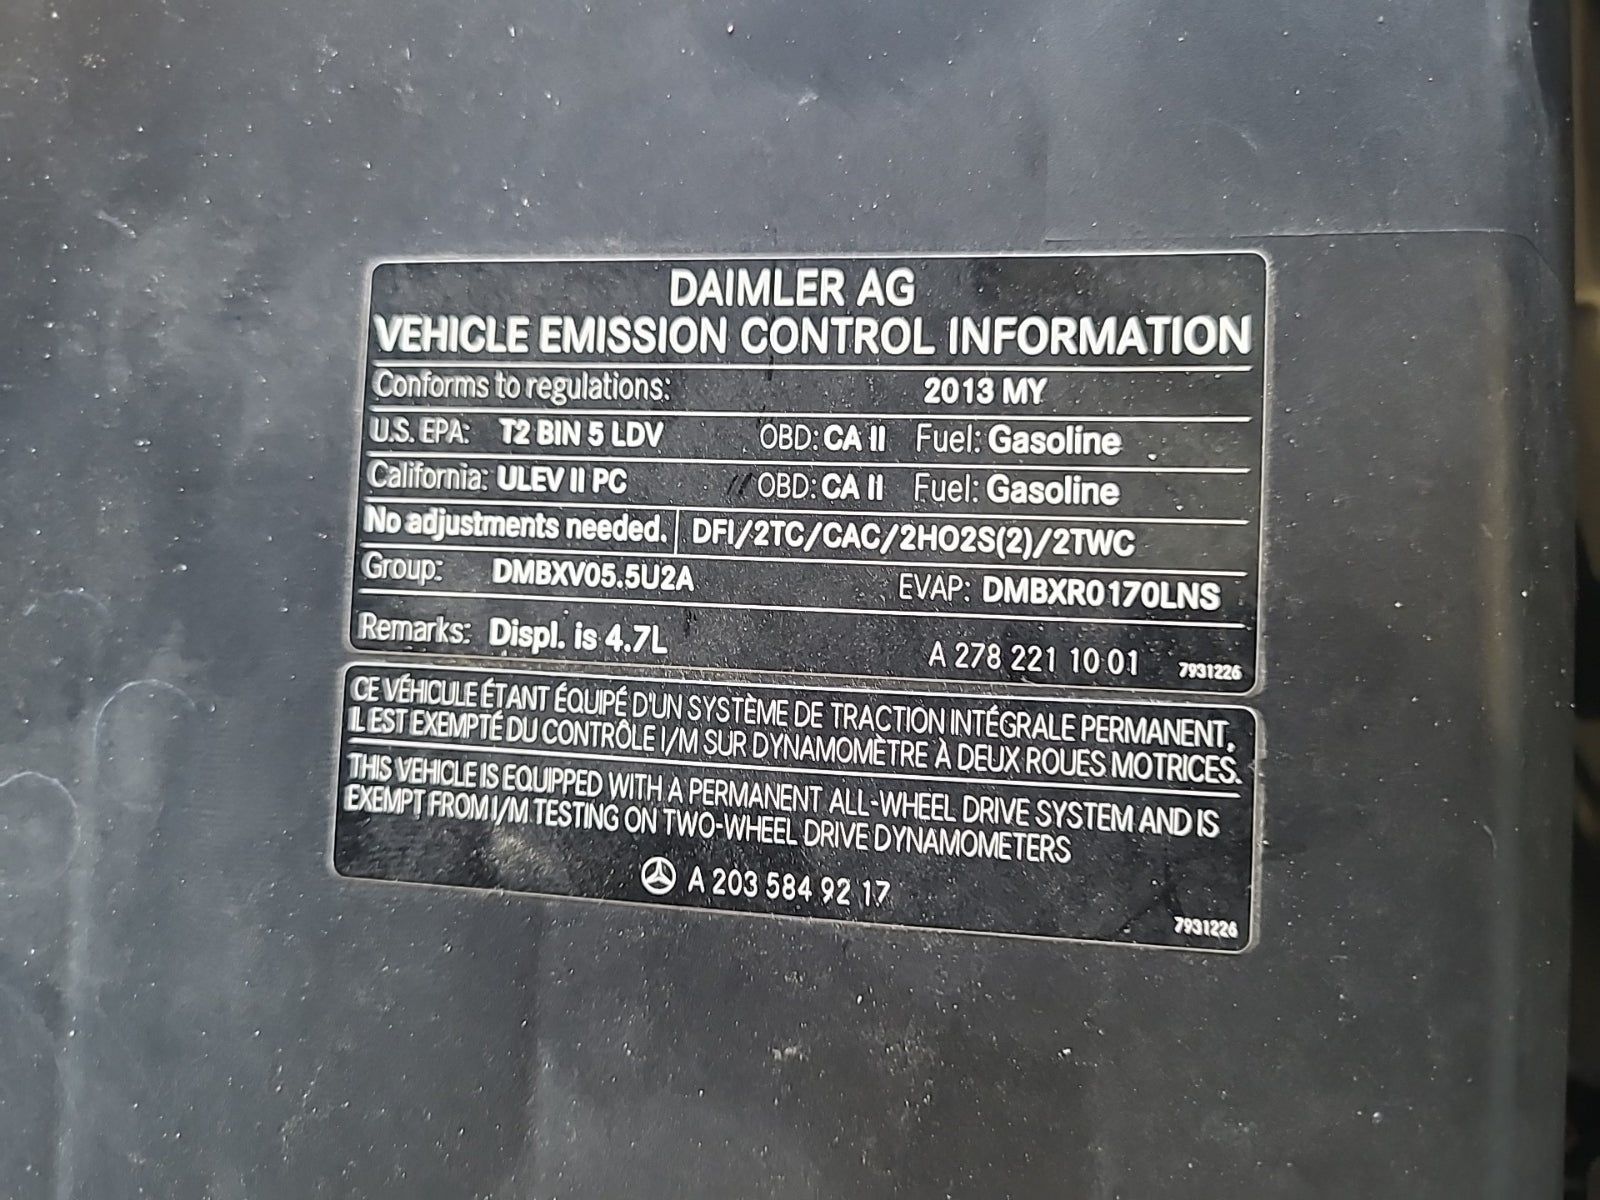 DAIMLER AG
VEHICLE EMISSION CONTROL INFORMATION
Conforms to regulations: 2013 MY
U.S. EPA: T2 BIN 5 LDV OBD: CA II Fuel: Gasoline
California: ULEV II PC OBD: CA II Fuel: Gasoline
No adjustments needed. DFI/2TC/CAC/2HO2S(2)/2TWC
Group: DMBXV05.5U2A EVAP: DMBXR0170LNS
Remarks: Displ. is 4.7L A 278 221 10 01 7931226
CE VÉHICULE ÉTANT ÉQUIPÉ D'UN SYSTÈME DE TRACTION INTÉGRALE PERMANENT,
IL EST EXEMPTÉ DU CONTRÔLE I/M SUR DYNAMOMÈTRE À DEUX ROUES MOTRICES.
THIS VEHICLE IS EQUIPPED WITH A PERMANENT ALL-WHEEL DRIVE SYSTEM AND IS
EXEMPT FROM I/M TESTING ON TWO-WHEEL DRIVE DYNAMOMETERS
A 203 584 92 17
7931226